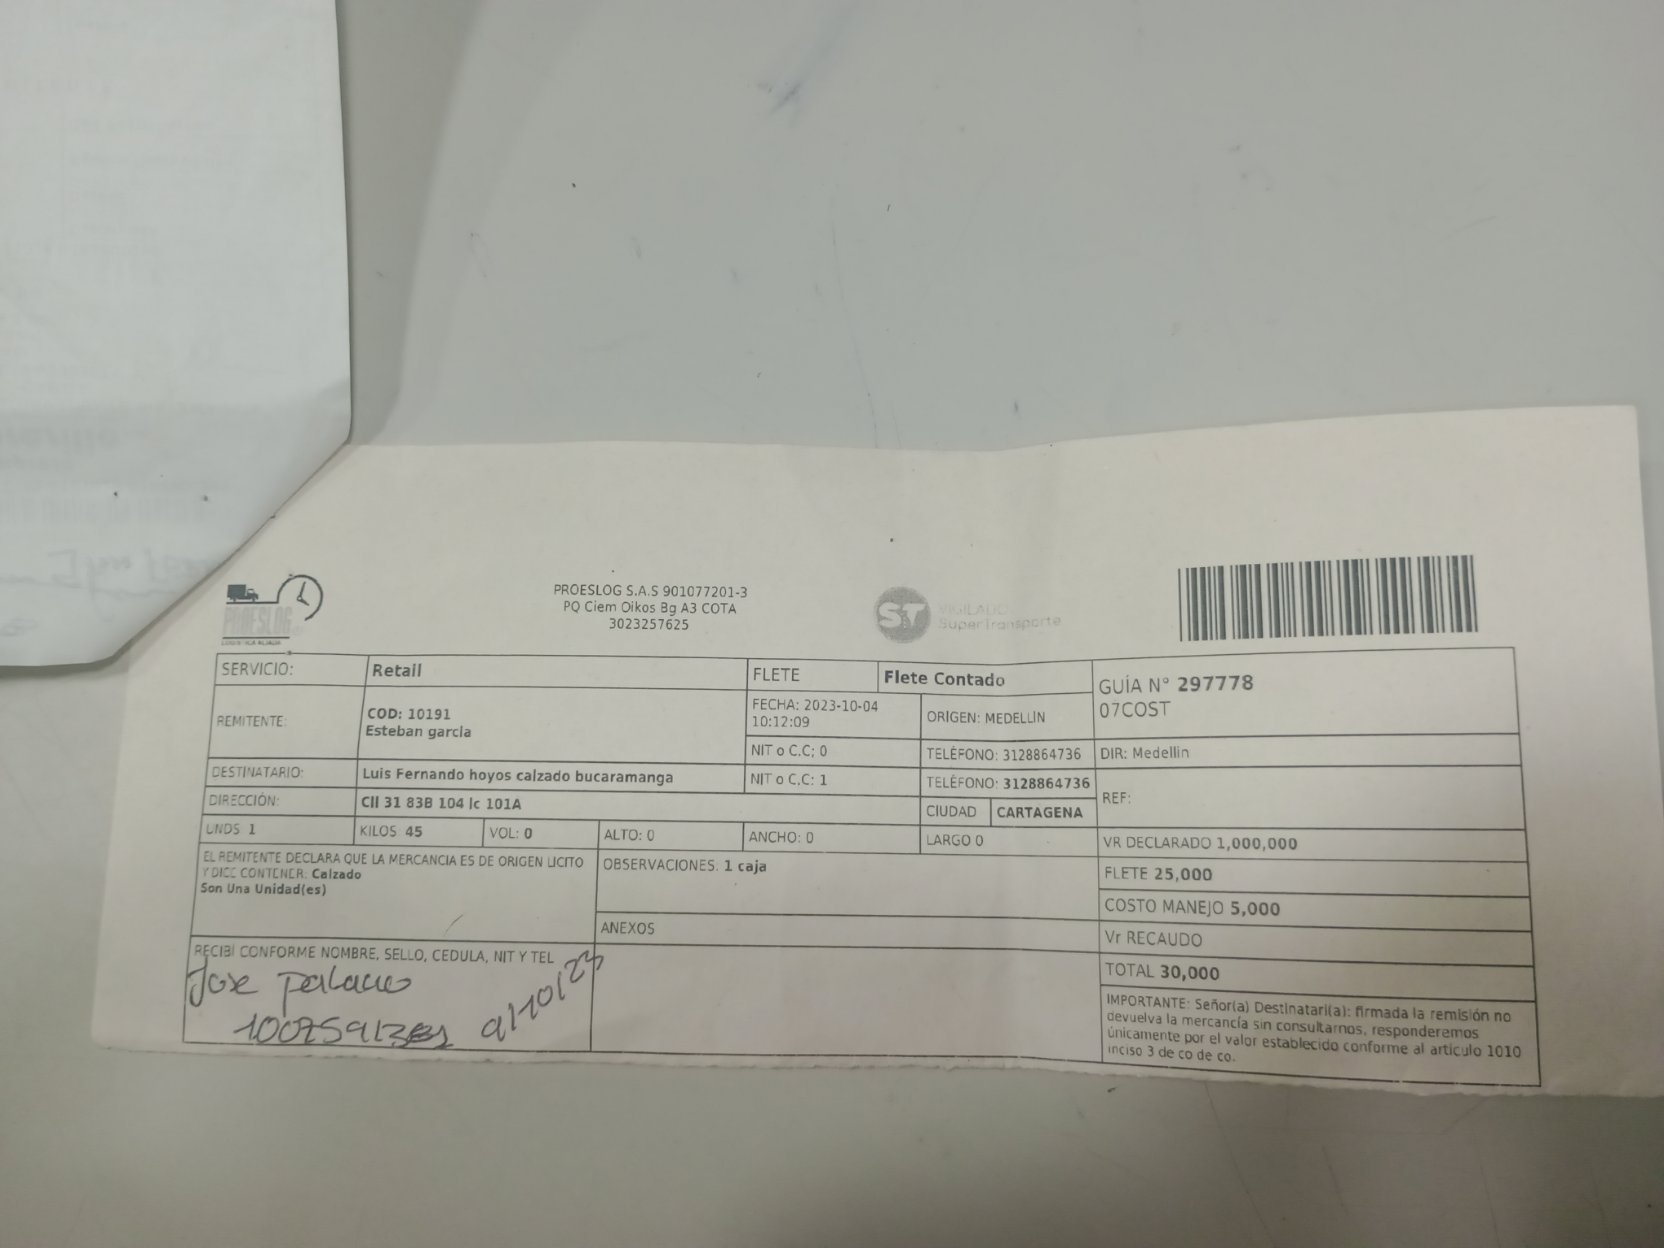 PROESLOG
PROESLOG S.A.S 901077201-3
PQ Ciem Oikos Bg A3 COTA
3023257625
ST
VIGILADO
SuperTransporte
SERVICIO: Retail
FLETE Flete Contado
GUÍA N° 297778
07COST
REMITENTE: COD: 10191
Esteban garcia
FECHA: 2023-10-04
10:12:09
ORIGEN: MEDELLIN
NIT o C.C: 0
TELÉFONO: 3128864736
DIR: Medellin
DESTINATARIO: Luis Fernando hoyos calzado bucaramanga
NIT o C.C: 1
TELÉFONO: 3128864736
REF:
DIRECCIÓN: Cll 31 83B 104 lc 101A
CIUDAD CARTAGENA
UNDS 1 KILOS 45 VOL: 0 ALTO: 0 ANCHO: 0 LARGO 0
VR DECLARADO 1,000,000
EL REMITENTE DECLARA QUE LA MERCANCIA ES DE ORIGEN LICITO
Y DICE CONTENER: Calzado
Son Una Unidad(es)
OBSERVACIONES: 1 caja
FLETE 25,000
COSTO MANEJO 5,000
ANEXOS
Vr RECAUDO
TOTAL 30,000
RECIBÍ CONFORME NOMBRE, SELLO, CEDULA, NIT Y TEL
Jose palacio
IMPORTANTE: Señor(a) Destinatari(a): firmada la remisión no
devuelva la mercancía sin consultarnos, responderemos
únicamente por el valor establecido conforme al articulo 1010
inciso 3 de co de co.